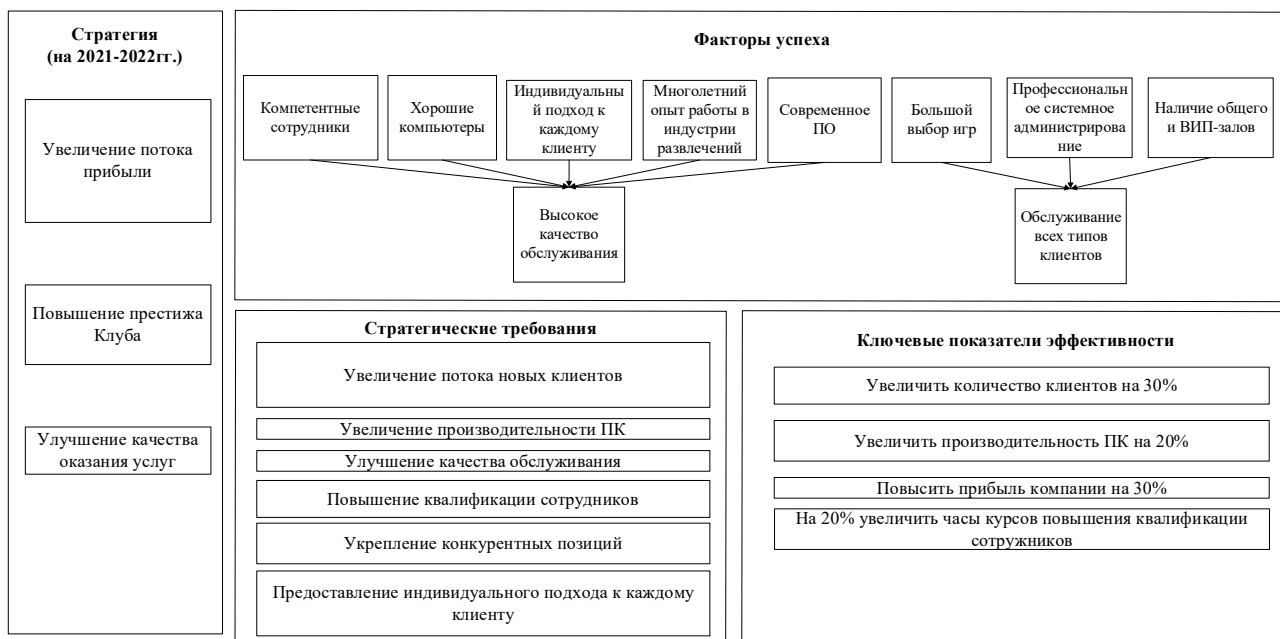 Стратегия
(на 2021-2022гг.)
Увеличение потока
прибыли
Повышение престижа
Клуба
Улучшение качества
оказания услуг
Факторы успеха
Компетентные
сотрудники
Хорошие
компьютеры
Индивидуальны
й подход к
каждому
клиенту
Многолетний
опыт работы в
индустрии
развлечений
Современное
ПО
Большой
выбор игр
Профессиональн
ое системное
администрирова
ние
Наличие общего
и ВИП-залов
Высокое
качество
обслуживания
Обслуживание
всех типов
клиентов
Стратегические требования
Увеличение потока новых клиентов
Увеличение производительности ПК
Улучшение качества обслуживания
Повышение квалификации сотрудников
Укрепление конкурентных позиций
Предоставление индивидуального подхода к каждому
клиенту
Ключевые показатели эффективности
Увеличить количество клиентов на 30%
Увеличить производительность ПК на 20%
Повысить прибыль компании на 30%
На 20% увеличить часы курсов повышения квалификации
сотружников